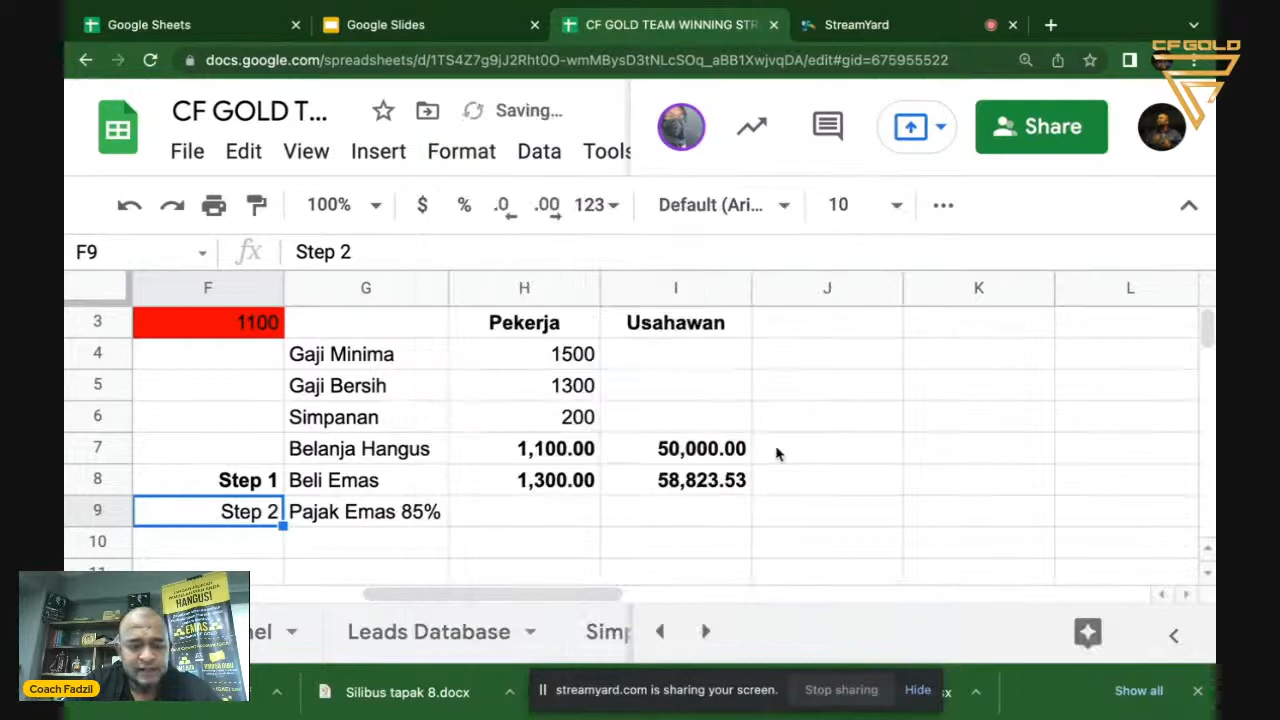 Google Sheets
Google Slides
CF GOLD TEAM WINNING STR
StreamYard
docs.google.com/spreadsheets/d/1TS4Z7g9jJ2Rht0O-wmMBysD3tNLcSOq_aBB1XwjvqDA/edit#gid=675955522
CF GOLD
CF GOLD T...
Saving...
Share
File Edit View Insert Format Data Tools
100% $ % .0 .00 123 Default (Ari... 10 ...
F9 fx Step 2
F G H I J K L
3 1100 Pekerja Usahawan
4 Gaji Minima 1500
5 Gaji Bersih 1300
6 Simpanan 200
7 Belanja Hangus 1,100.00 50,000.00
8 Step 1 Beli Emas 1,300.00 58,823.53
9 Step 2 Pajak Emas 85%
10
HANGUS!
EMAS
Coach Fadzil
Leads Database
Silibus tapak 8.docx
streamyard.com is sharing your screen.
Stop sharing
Hide
Show all